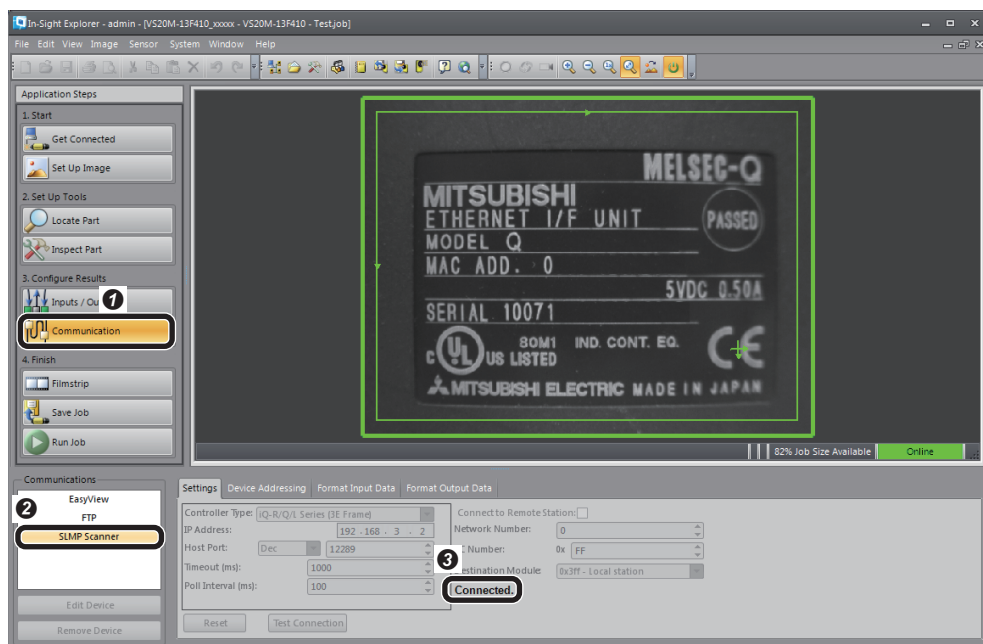 In-Sight Explorer - admin - [VS20M-13F410_xxxxx - VS20M-13F410 - Test.job]
File Edit View Image Sensor System Window Help
Application Steps
1. Start
Get Connected
Set Up Image
2. Set Up Tools
Locate Part
Inspect Part
3. Configure Results
Inputs / Ou
1
Communication
4. Finish
Filmstrip
Save Job
Run Job
MELSEC-Q
MITSUBISHI
ETHERNET I/F UNIT
PASSED
MODEL Q
MAC ADD. 0
5VDC 0.50A
SERIAL 10071
80M1 IND. CONT. EQ.
C UL US LISTED
CE
MITSUBISHI ELECTRIC MADE IN JAPAN
82% Job Size Available Online
Communications
2
EasyView
FTP
SLMP Scanner
Edit Device
Remove Device
Settings Device Addressing Format Input Data Format Output Data
Controller Type: iQ-R/Q/L Series (3E Frame)
IP Address: 192 . 168 . 3 . 2
Host Port: Dec 12289
Timeout (ms): 1000
Poll Interval (ms): 100
Connect to Remote Station:
Network Number: 0
Number: 0x FF
3
Destination Module: 0x3ff - Local station
Connected.
Reset Test Connection